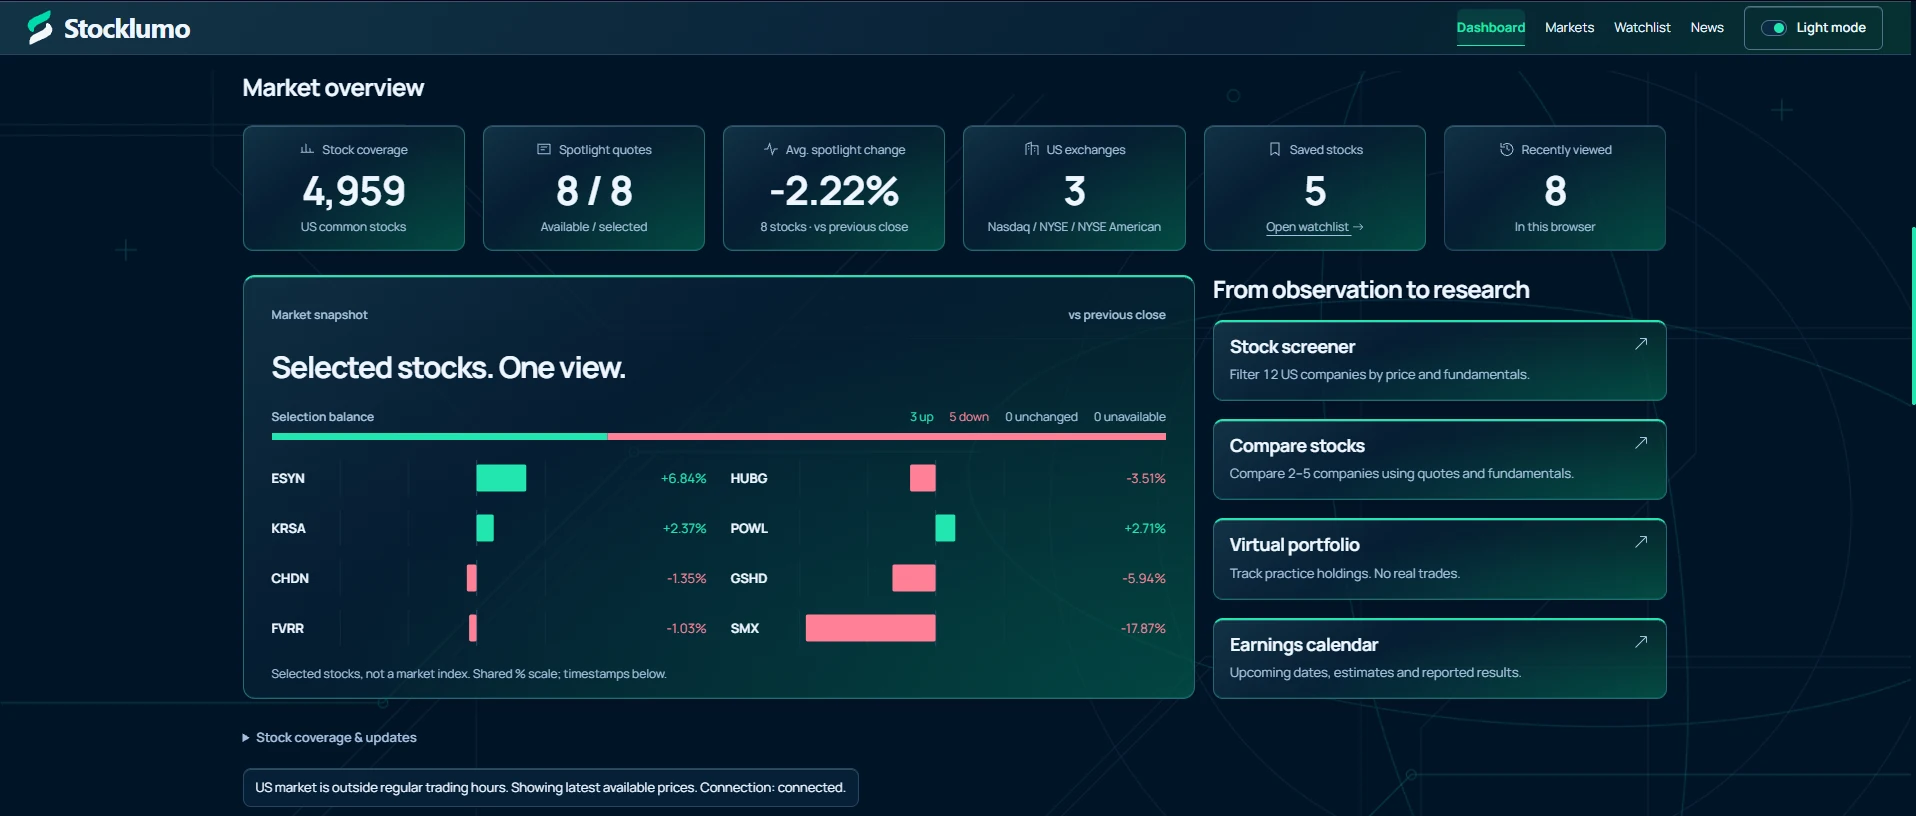 Stocklumo
Dashboard Markets Watchlist News Light mode
Market overview
Stock coverage
4,959
US common stocks
Spotlight quotes
8 / 8
Available / selected
Avg. spotlight change
-2.22%
8 stocks · vs previous close
US exchanges
3
Nasdaq / NYSE / NYSE American
Saved stocks
5
Open watchlist →
Recently viewed
8
In this browser
Market snapshot vs previous close
Selected stocks. One view.
Selection balance 3 up 5 down 0 unchanged 0 unavailable
ESYN +6.84% HUBG -3.51%
KRSA +2.37% POWL +2.71%
CHDN -1.35% GSHD -5.94%
FVRR -1.03% SMX -17.87%
Selected stocks, not a market index. Shared % scale; timestamps below.
From observation to research
Stock screener
Filter 12 US companies by price and fundamentals.
Compare stocks
Compare 2–5 companies using quotes and fundamentals.
Virtual portfolio
Track practice holdings. No real trades.
Earnings calendar
Upcoming dates, estimates and reported results.
Stock coverage & updates
US market is outside regular trading hours. Showing latest available prices. Connection: connected.